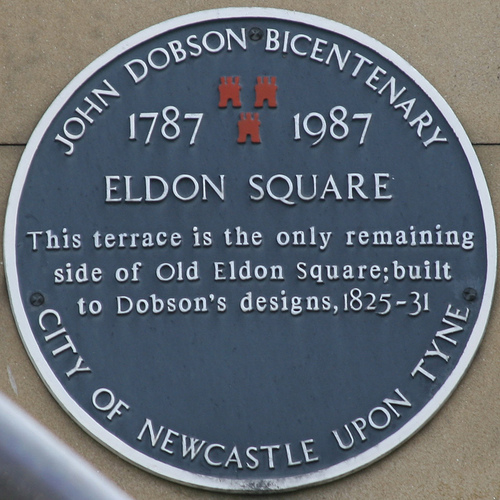 JOHN DOBSON BICENTENARY
1787 1987
ELDON SQUARE
This terrace is the only remaining
side of Old Eldon Square; built
to Dobson's designs, 1825-31
CITY OF NEWCASTLE UPON TYNE